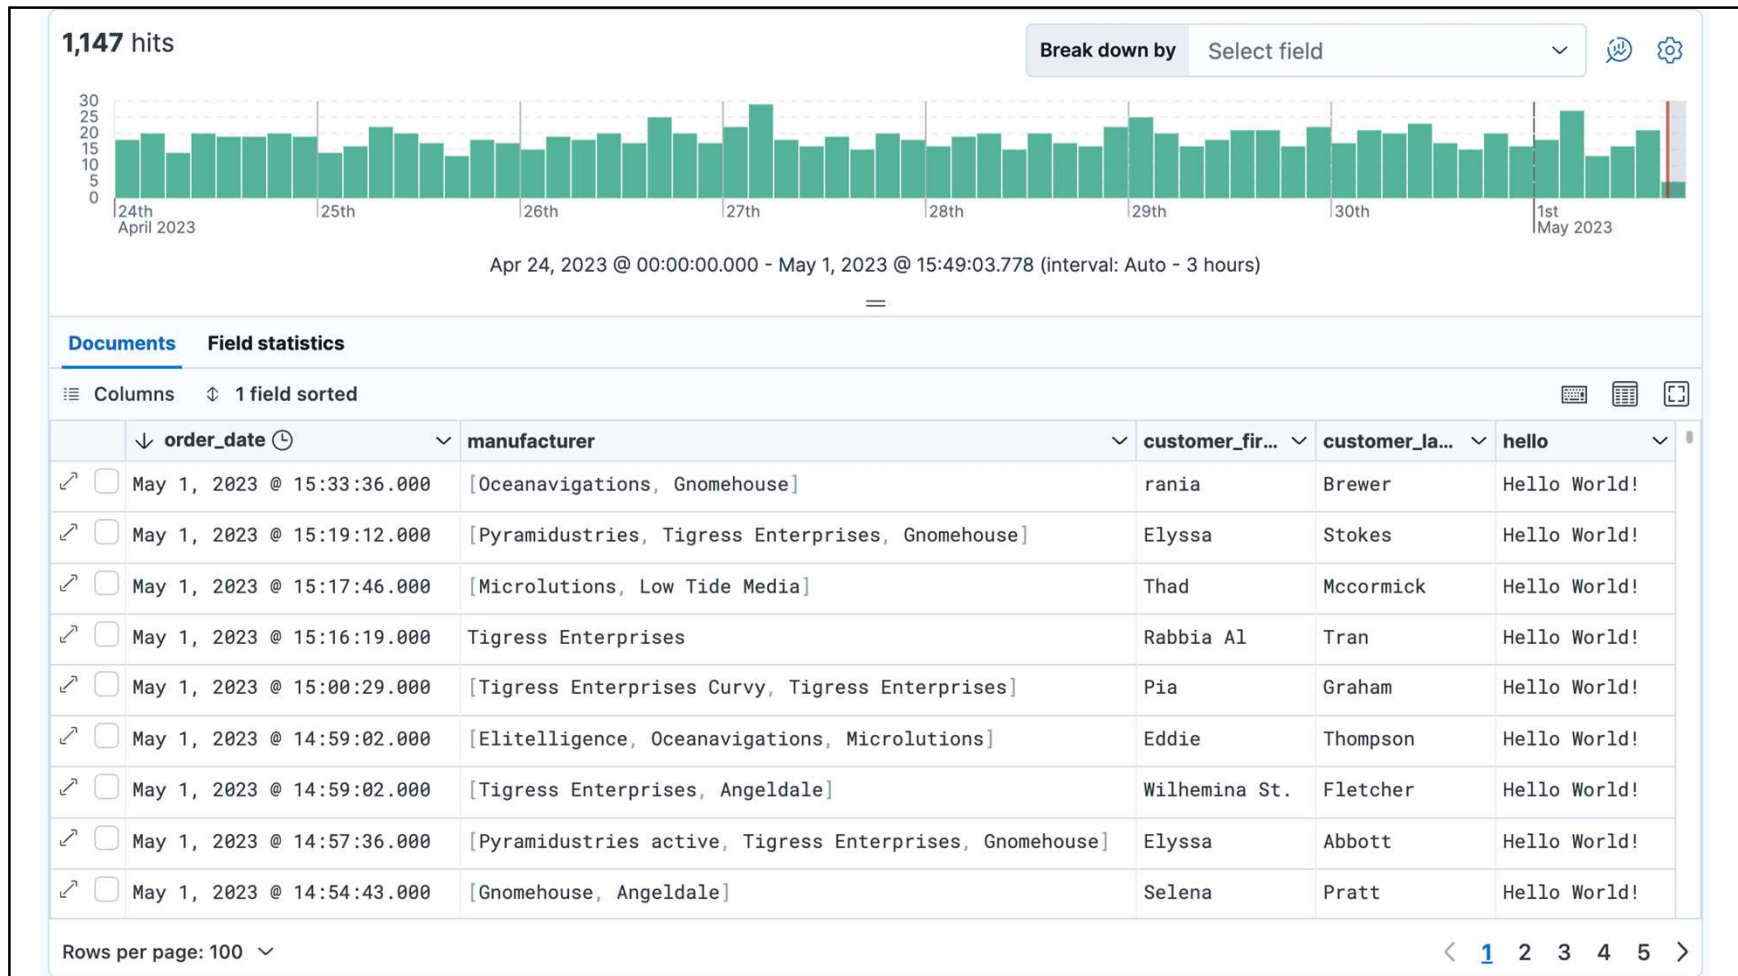 1,147 hits
Break down by Select field
30
25
20
15
10
5
0
24th 25th 26th 27th 28th 29th 30th 1st
April 2023 May 2023
Apr 24, 2023 @ 00:00:00.000 - May 1, 2023 @ 15:49:03.778 (interval: Auto - 3 hours)
Documents Field statistics
Columns 1 field sorted
order_date manufacturer customer_fir... customer_la... hello
May 1, 2023 @ 15:33:36.000 [Oceanavigations, Gnomehouse] rania Brewer Hello World!
May 1, 2023 @ 15:19:12.000 [Pyramidustries, Tigress Enterprises, Gnomehouse] Elyssa Stokes Hello World!
May 1, 2023 @ 15:17:46.000 [Microlutions, Low Tide Media] Thad Mccormick Hello World!
May 1, 2023 @ 15:16:19.000 Tigress Enterprises Rabbia Al Tran Hello World!
May 1, 2023 @ 15:00:29.000 [Tigress Enterprises Curvy, Tigress Enterprises] Pia Graham Hello World!
May 1, 2023 @ 14:59:02.000 [Elitelligence, Oceanavigations, Microlutions] Eddie Thompson Hello World!
May 1, 2023 @ 14:59:02.000 [Tigress Enterprises, Angeldale] Wilhemina St. Fletcher Hello World!
May 1, 2023 @ 14:57:36.000 [Pyramidustries active, Tigress Enterprises, Gnomehouse] Elyssa Abbott Hello World!
May 1, 2023 @ 14:54:43.000 [Gnomehouse, Angeldale] Selena Pratt Hello World!
Rows per page: 100 1 2 3 4 5